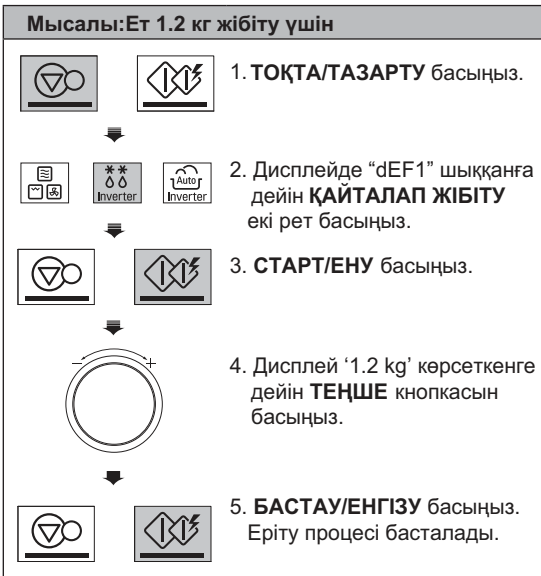 Мысалы:Ет 1.2 кг жібіту үшін
1. ТОҚТА/ТАЗАРТУ басыңыз.
2. Дисплейде “dEF1” шыққанға
дейін ҚАЙТАЛАП ЖІБІТУ
екі рет басыңыз.
Inverter
Auto
Inverter
3. СТАРТ/ЕНУ басыңыз.
4. Дисплей ‘1.2 kg’ көрсеткенге
дейін ТЕҢШЕ кнопкасын
басыңыз.
5. БАСТАУ/ЕНГІЗУ басыңыз.
Еріту процесі басталады.